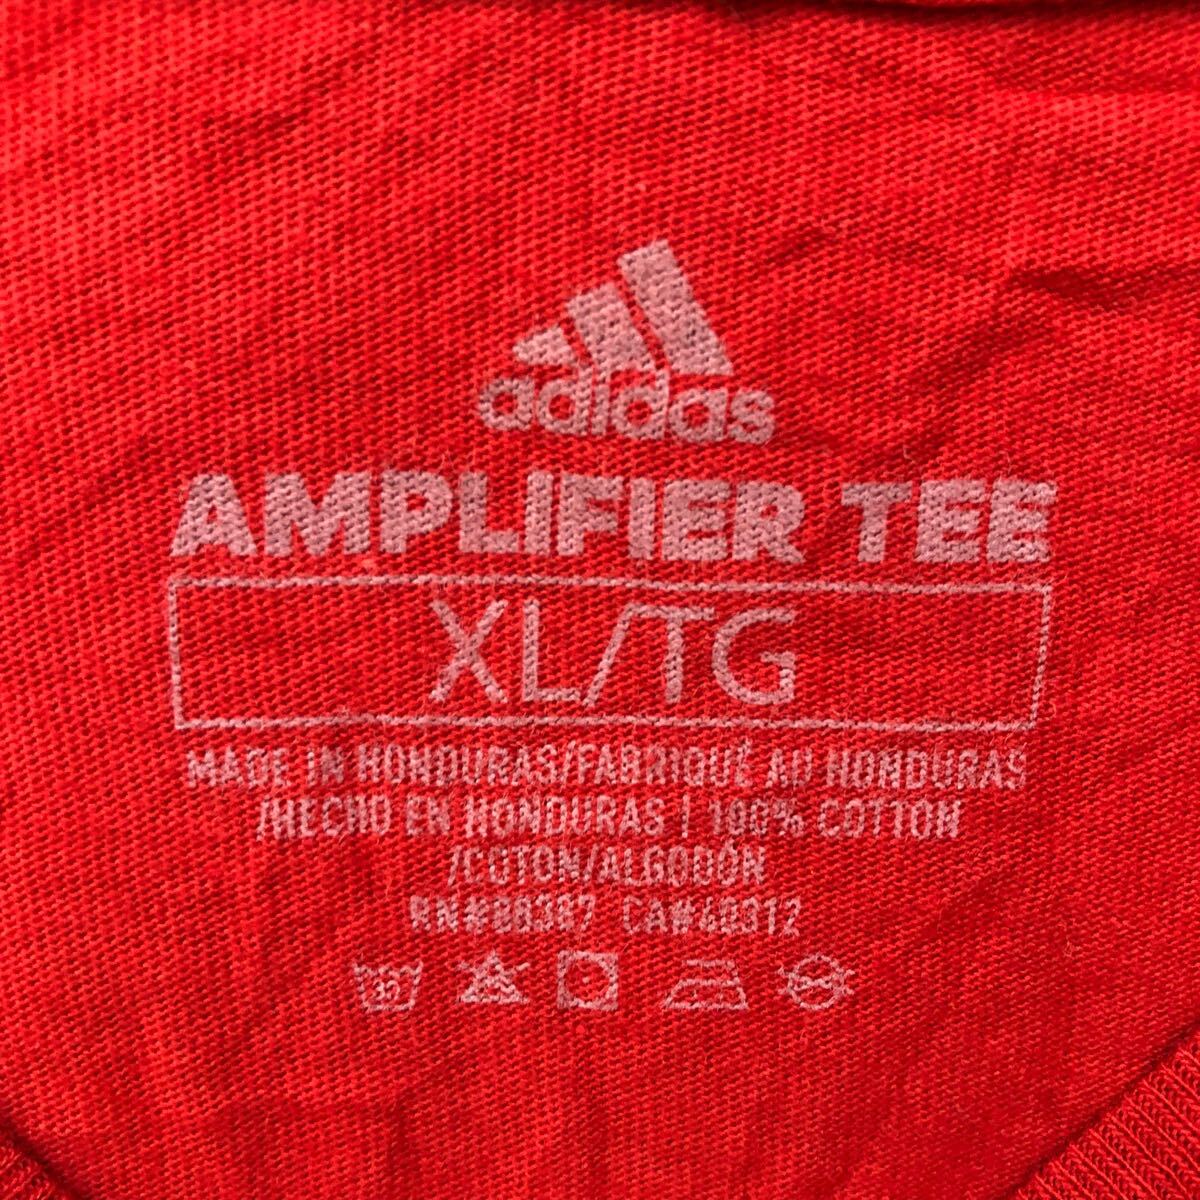 adidas
AMPLIFIER TEE
XL/TG
MADE IN HONDURAS/FABRIQUÉ AU HONDURAS
/HECHO EN HONDURAS | 100% COTTON
/COTON/ALGODÓN
RN#88387 CA#40312
30